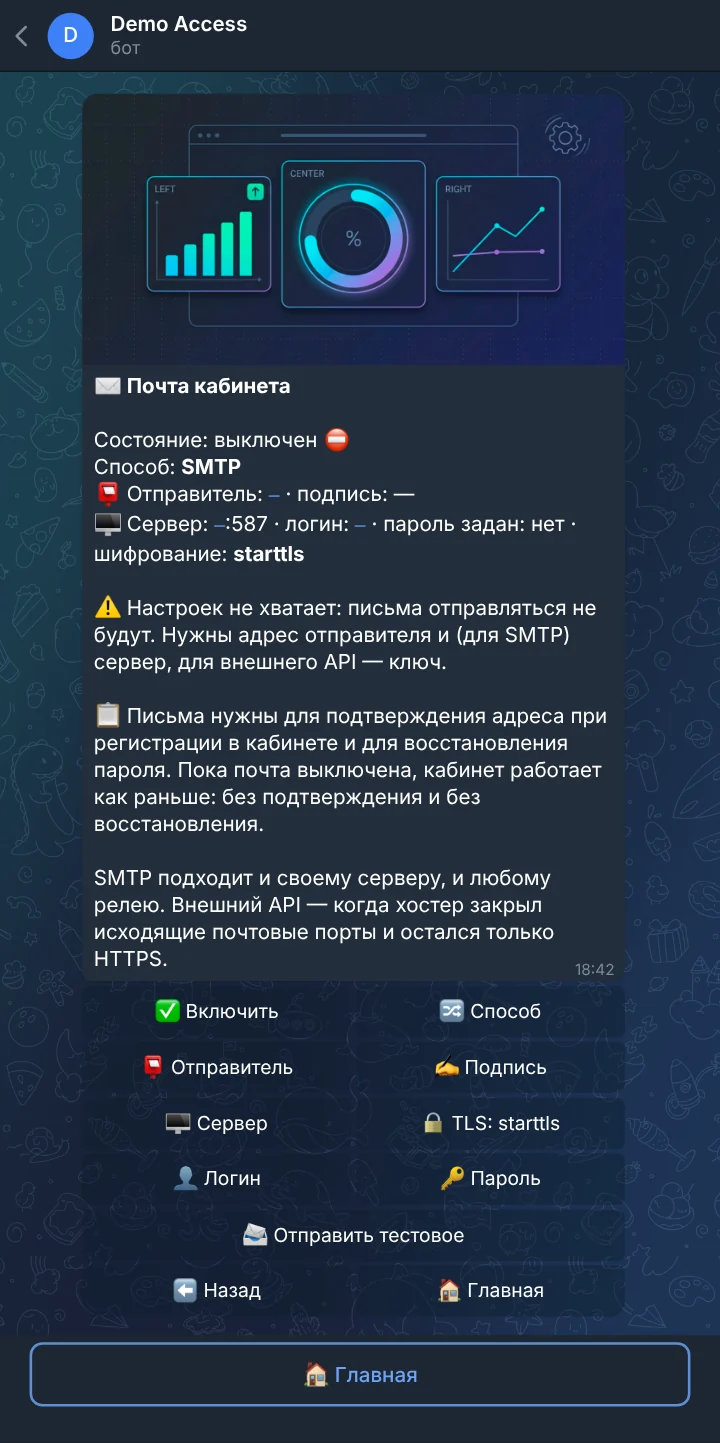 D
Demo Access
бот
LEFT
CENTER
RIGHT
%
✉️ Почта кабинета
Состояние: выключен ⛔
Способ: SMTP
📮 Отправитель: – · подпись: —
🖥 Сервер: –:587 · логин: – · пароль задан: нет ·
шифрование: starttls
⚠️ Настроек не хватает: письма отправляться не
будут. Нужны адрес отправителя и (для SMTP)
сервер, для внешнего API — ключ.
📋 Письма нужны для подтверждения адреса при
регистрации в кабинете и для восстановления
пароля. Пока почта выключена, кабинет работает
как раньше: без подтверждения и без
восстановления.
SMTP подходит и своему серверу, и любому
релею. Внешний API — когда хостер закрыл
исходящие почтовые порты и остался только
HTTPS.
18:42
✅ Включить
🔀 Способ
📮 Отправитель
✍️ Подпись
🖥 Сервер
🔒 TLS: starttls
👤 Логин
🔑 Пароль
📨 Отправить тестовое
⬅️ Назад
🏠 Главная
🏠 Главная